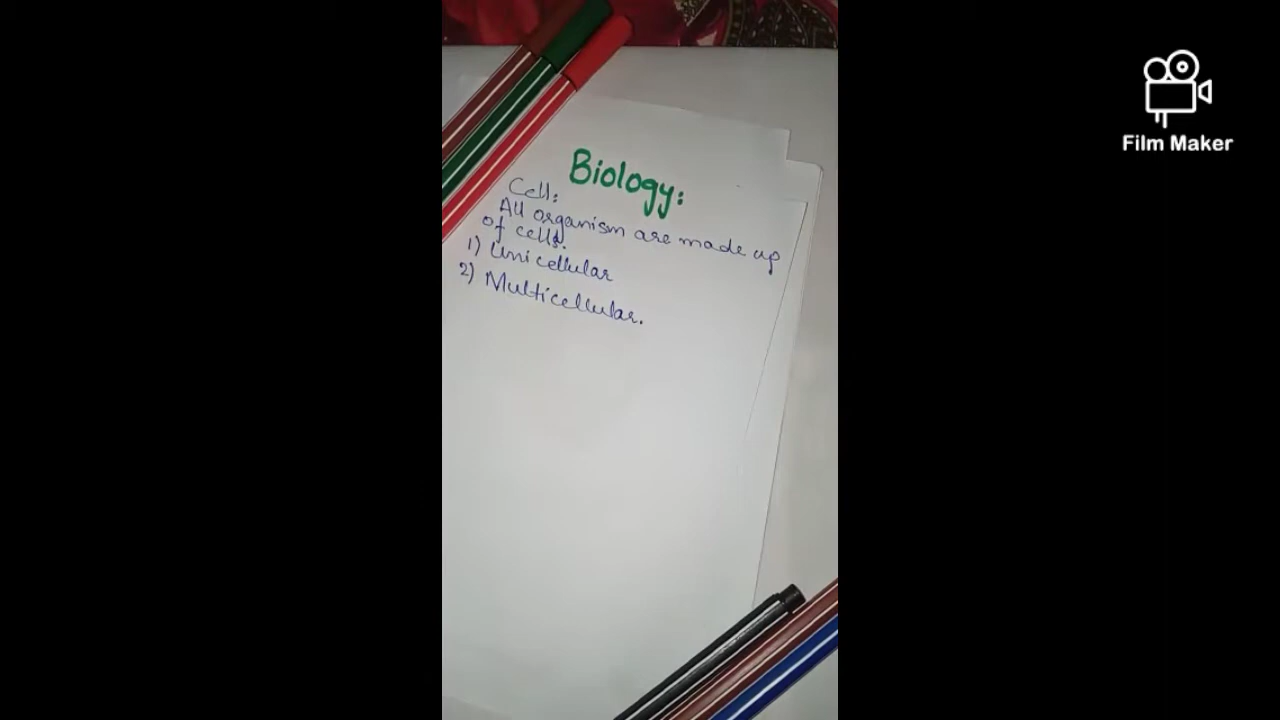 Biology:
Cell:
All organism are made up
of cells.
1) Unicellular
2) Multicellular.
Film Maker